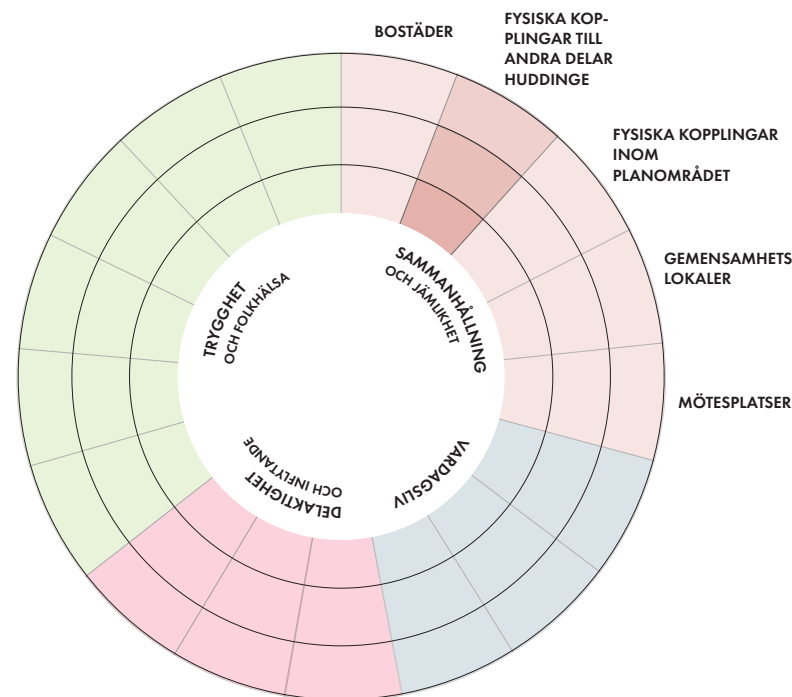 BOSTÄDER
FYSISKA KOP-
PLINGAR TILL
ANDRA DELAR
HUDDINGE
FYSISKA KOPPLINGAR
INOM
PLANOMRÅDET
GEMENSAMHETS
LOKALER
MÖTESPLATSER
SAMMANHÅLLNING
OCH JÄMLIKHET
VARDAGSLIV
DELAKTIGHET
OCH INFLYTANDE
TRYGGHET
OCH FOLKHÄLSA